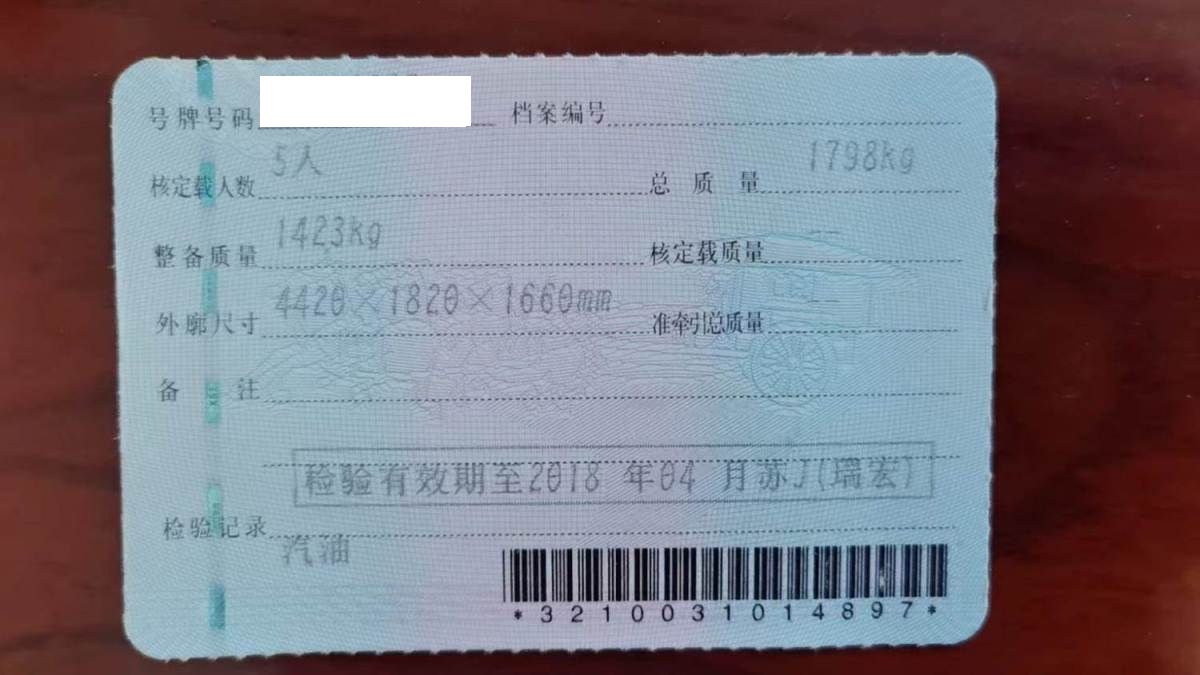 号牌号码 档案编号
核定载人数 5人 总质量 1798kg
整备质量 1423kg 核定载质量 --
外廓尺寸 4420×1820×1660mm 准牵引总质量 --
备注
检验有效期至2018 年04 月苏J(瑞宏)
检验记录
汽油
*3210031014897*